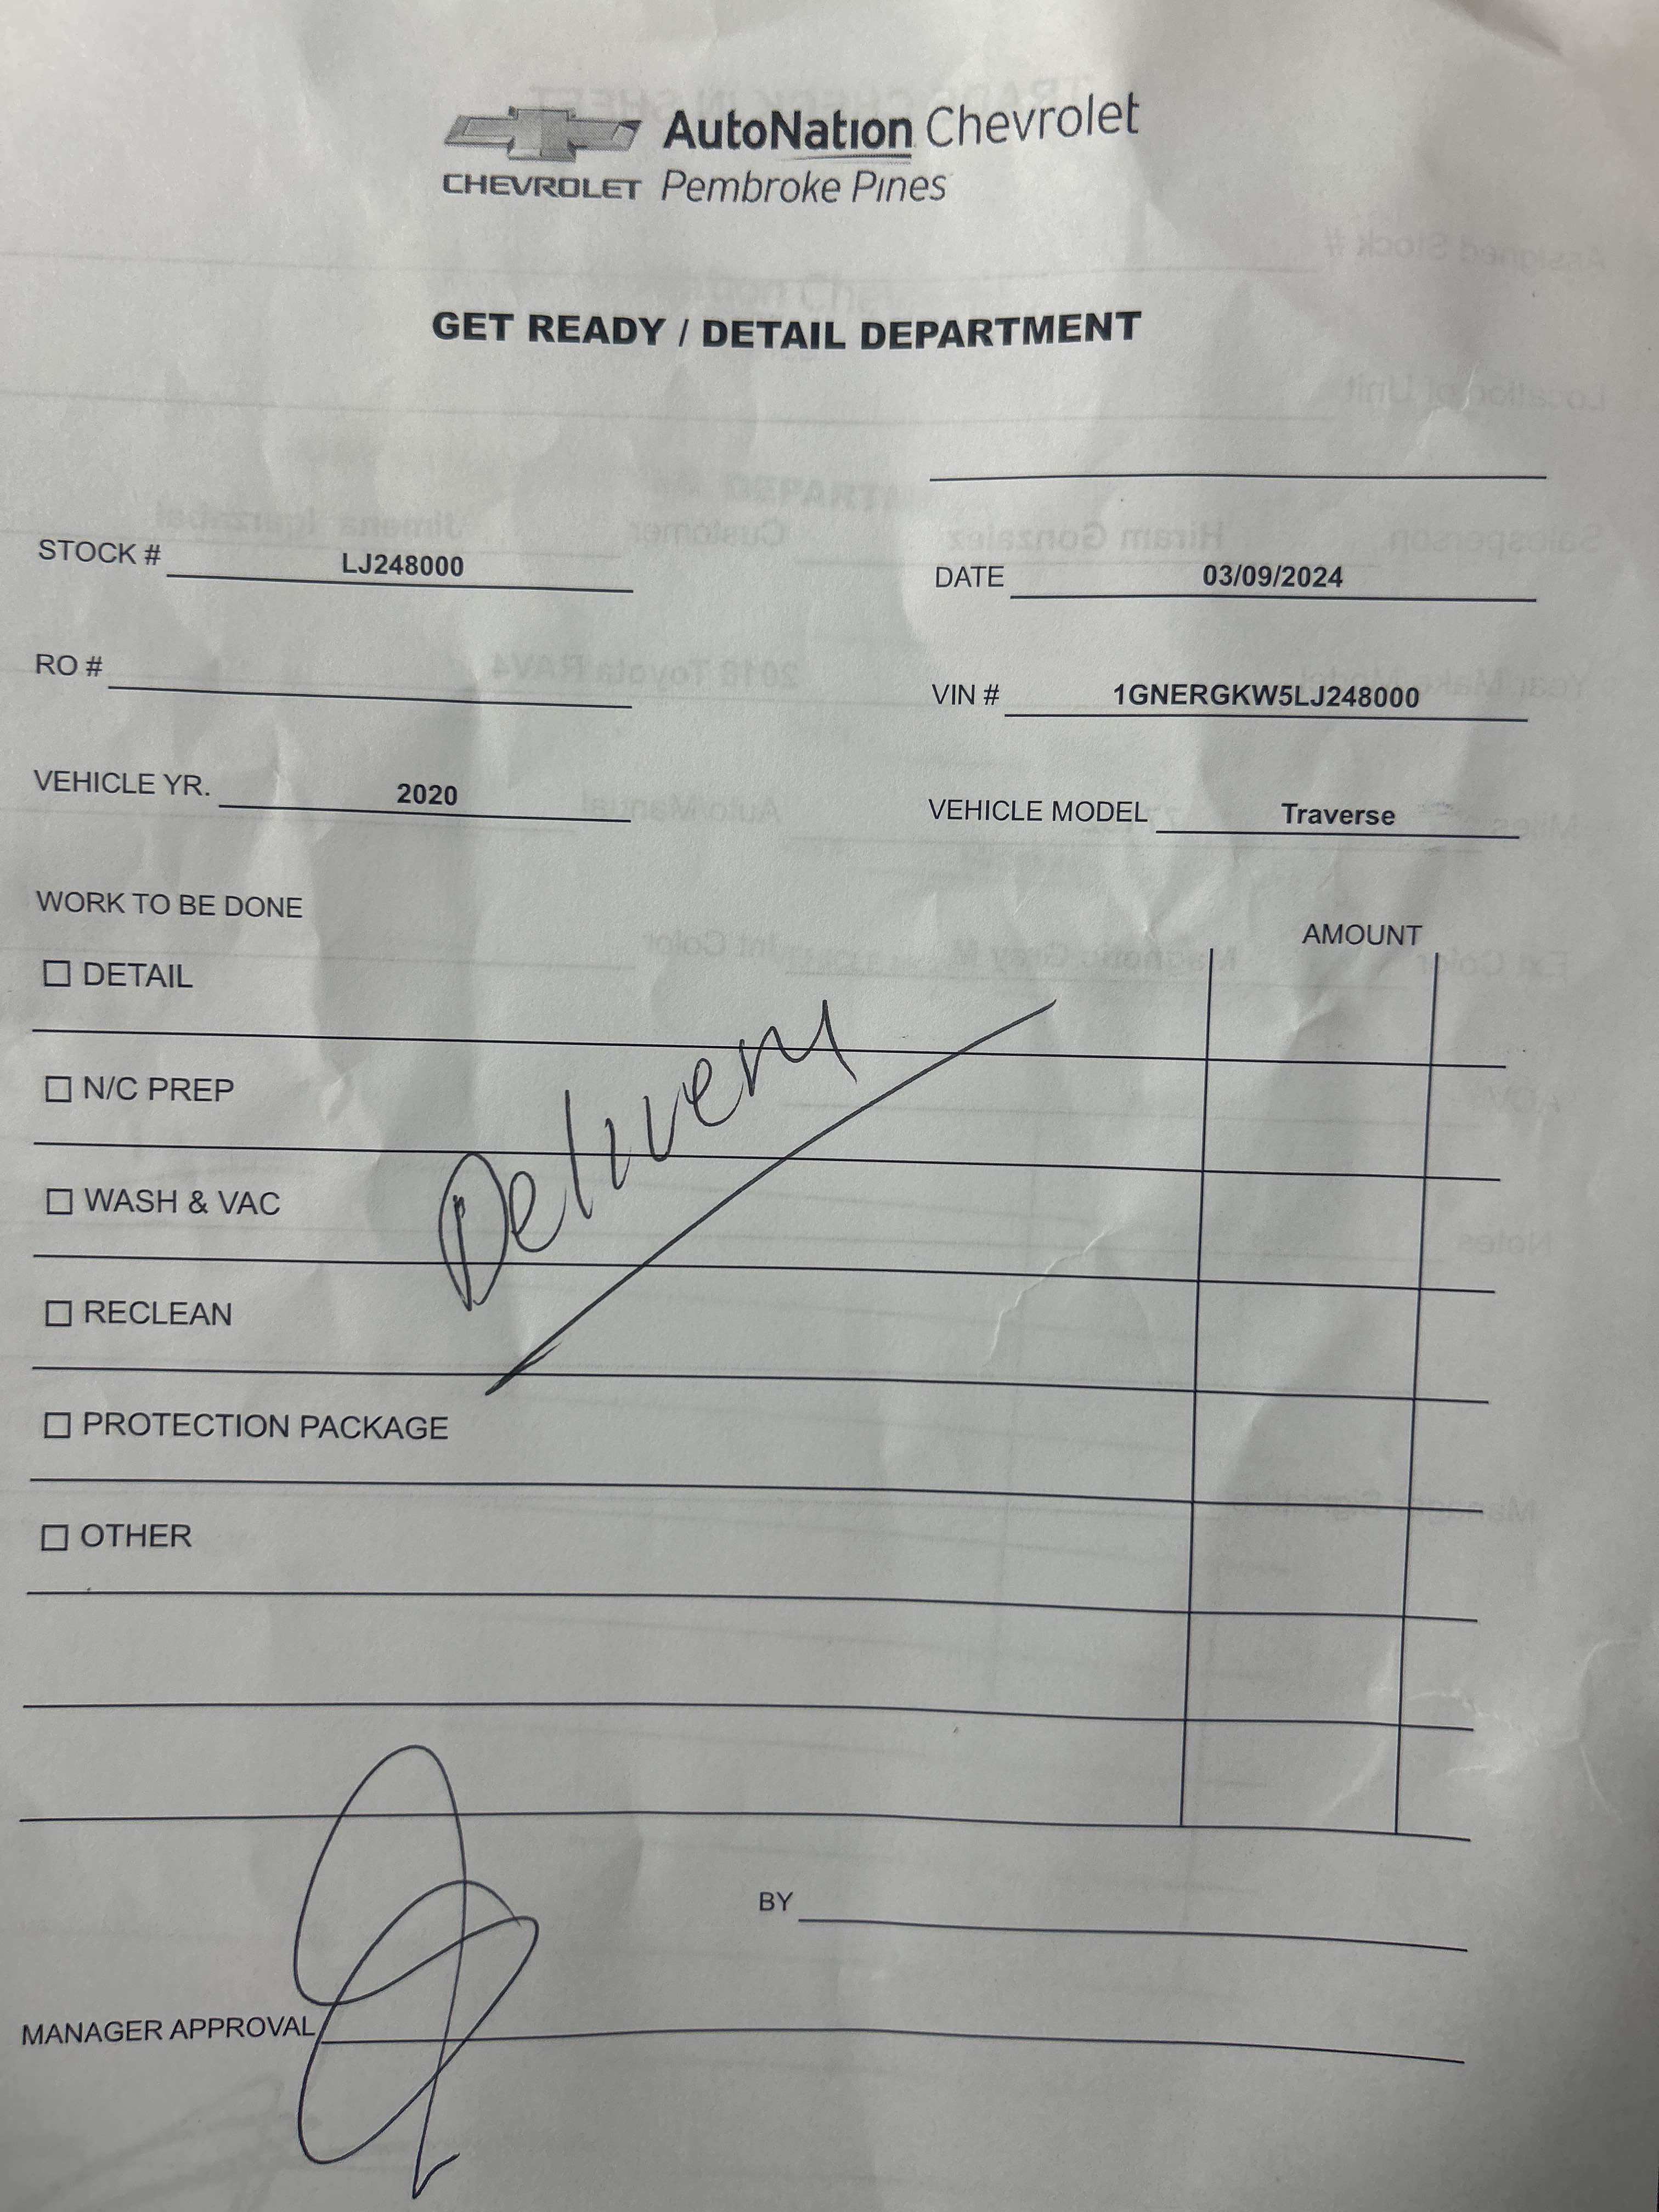 AutoNation Chevrolet
CHEVROLET Pembroke Pines
GET READY / DETAIL DEPARTMENT
STOCK # LJ248000
DATE 03/09/2024
RO #
VIN # 1GNERGKW5LJ248000
VEHICLE YR. 2020
VEHICLE MODEL Traverse
WORK TO BE DONE
AMOUNT
☐ DETAIL
☐ N/C PREP
Delivery
☐ WASH & VAC
☐ RECLEAN
☐ PROTECTION PACKAGE
☐ OTHER
BY
MANAGER APPROVAL